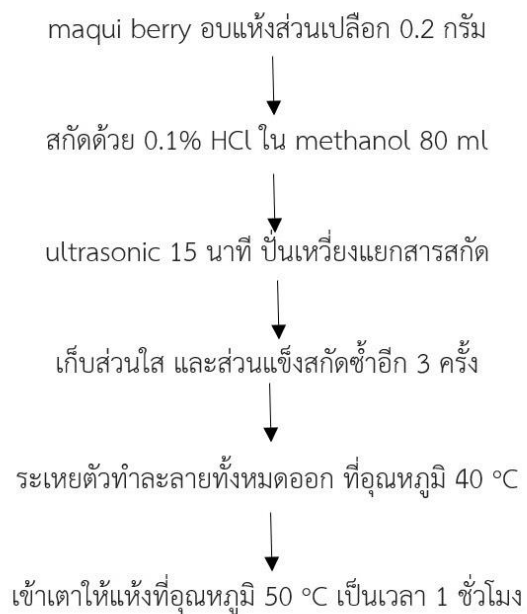 maqui berry อบแห้งส่วนเปลือก 0.2 กรัม
สกัดด้วย 0.1% HCl ใน methanol 80 ml
ultrasonic 15 นาที ปั่นเหวี่ยงแยกสารสกัด
เก็บส่วนใส และส่วนแข็งสกัดซ้ำอีก 3 ครั้ง
ระเหยตัวทำละลายทั้งหมดออก ที่อุณหภูมิ 40 °C
เข้าเตาให้แห้งที่อุณหภูมิ 50 °C เป็นเวลา 1 ชั่วโมง